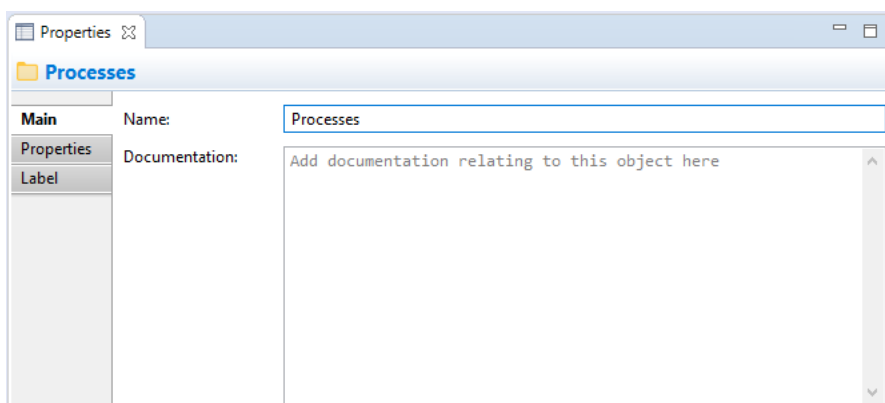 Properties
Processes
Main
Name:
Processes
Properties
Documentation:
Add documentation relating to this object here
Label